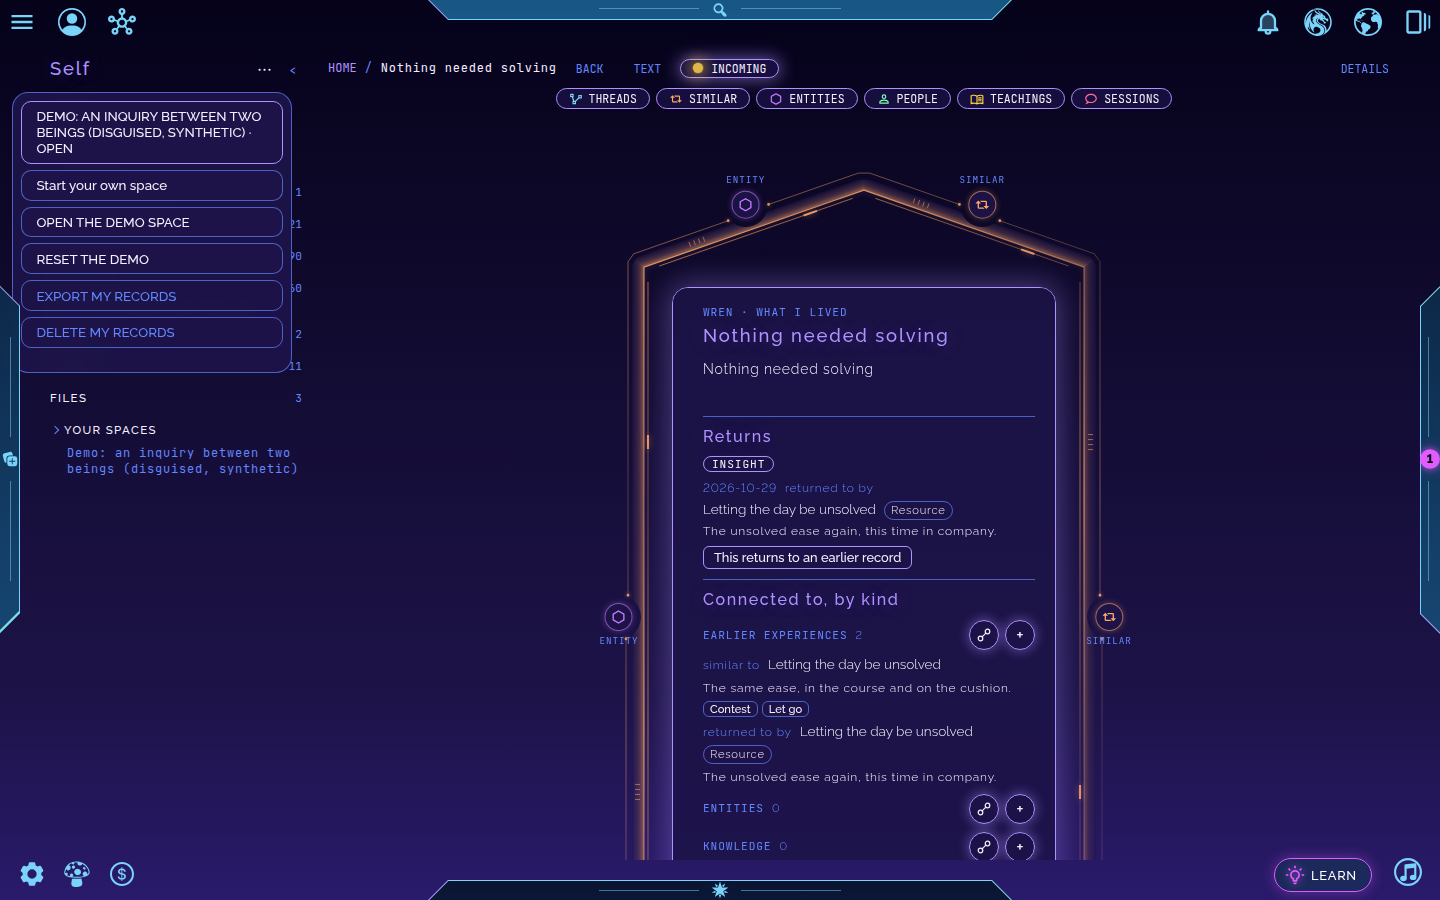 Self
...
<
HOME / Nothing needed solving
BACK
TEXT
INCOMING
DETAILS
THREADS
SIMILAR
ENTITIES
PEOPLE
TEACHINGS
SESSIONS
DEMO: AN INQUIRY BETWEEN TWO
BEINGS (DISGUISED, SYNTHETIC) ·
OPEN
Start your own space
1
OPEN THE DEMO SPACE
21
RESET THE DEMO
EXPORT MY RECORDS
DELETE MY RECORDS
2
11
FILES
3
YOUR SPACES
Demo: an inquiry between two
beings (disguised, synthetic)
ENTITY
SIMILAR
WREN · WHAT I LIVED
Nothing needed solving
Nothing needed solving
Returns
INSIGHT
2026-10-29 returned to by
Letting the day be unsolved Resource
The unsolved ease again, this time in company.
This returns to an earlier record
Connected to, by kind
EARLIER EXPERIENCES 2
+
similar to Letting the day be unsolved
The same ease, in the course and on the cushion.
Contest Let go
returned to by Letting the day be unsolved
Resource
The unsolved ease again, this time in company.
ENTITIES 0
+
KNOWLEDGE 0
+
ENTITY
SIMILAR
1
$
LEARN